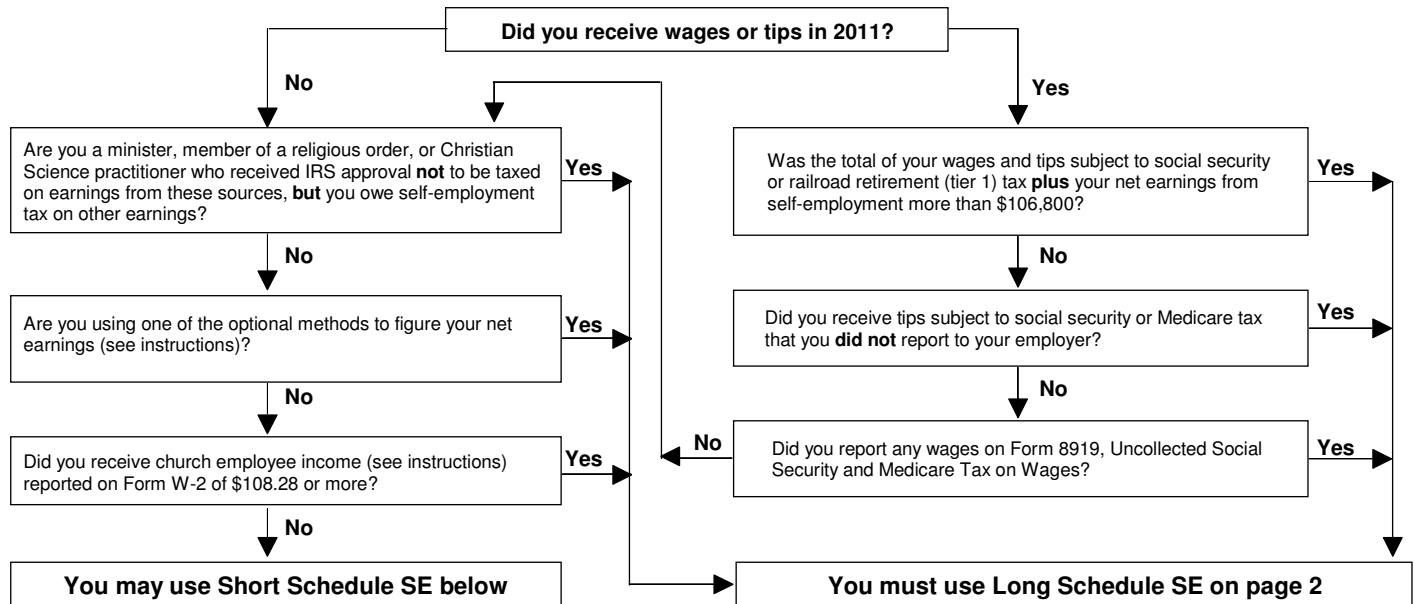 Did you receive wages or tips in 2011?
No
Yes
Are you a minister, member of a religious order, or Christian
Science practitioner who received IRS approval not to be taxed
on earnings from these sources, but you owe self-employment
tax on other earnings?
Yes
No
Are you using one of the optional methods to figure your net
earnings (see instructions)?
Yes
No
Did you receive church employee income (see instructions)
reported on Form W-2 of $108.28 or more?
Yes
No
You may use Short Schedule SE below
Was the total of your wages and tips subject to social security
or railroad retirement (tier 1) tax plus your net earnings from
self-employment more than $106,800?
Yes
No
Did you receive tips subject to social security or Medicare tax
that you did not report to your employer?
Yes
No
Did you report any wages on Form 8919, Uncollected Social
Security and Medicare Tax on Wages?
No
Yes
You must use Long Schedule SE on page 2